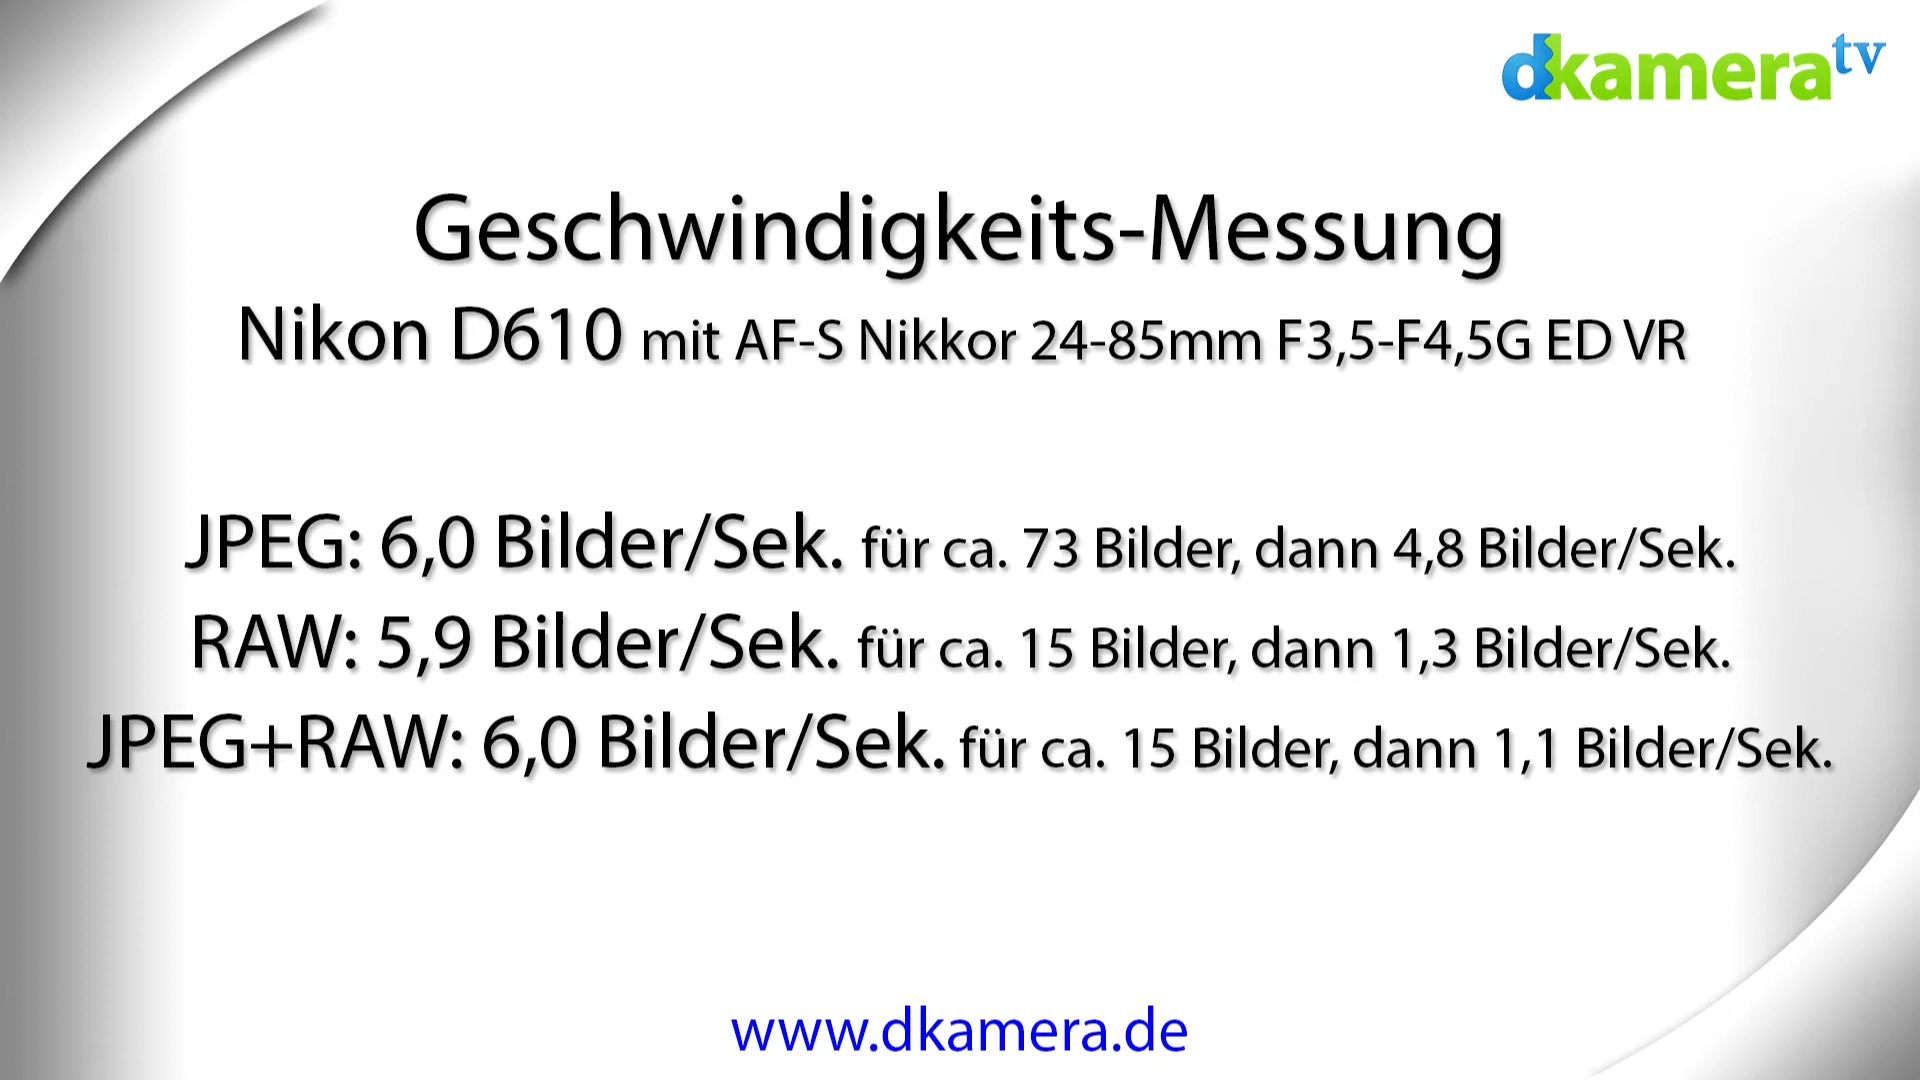 dkamera tv
Geschwindigkeits-Messung
Nikon D610 mit AF-S Nikkor 24-85mm F3,5-F4,5G ED VR
JPEG: 6,0 Bilder/Sek. für ca. 73 Bilder, dann 4,8 Bilder/Sek.
RAW: 5,9 Bilder/Sek. für ca. 15 Bilder, dann 1,3 Bilder/Sek.
JPEG+RAW: 6,0 Bilder/Sek. für ca. 15 Bilder, dann 1,1 Bilder/Sek.
www.dkamera.de